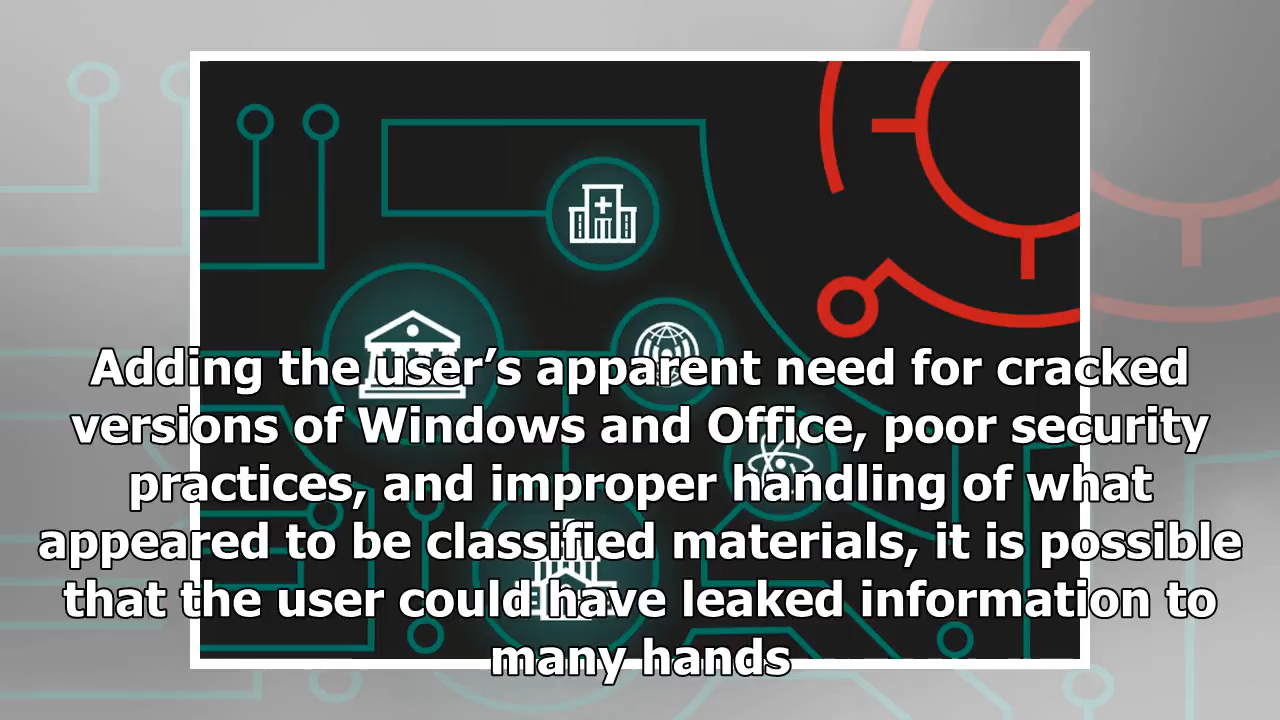 Adding the user’s apparent need for cracked
versions of Windows and Office, poor security
practices, and improper handling of what
appeared to be classified materials, it is possible
that the user could have leaked information to
many hands